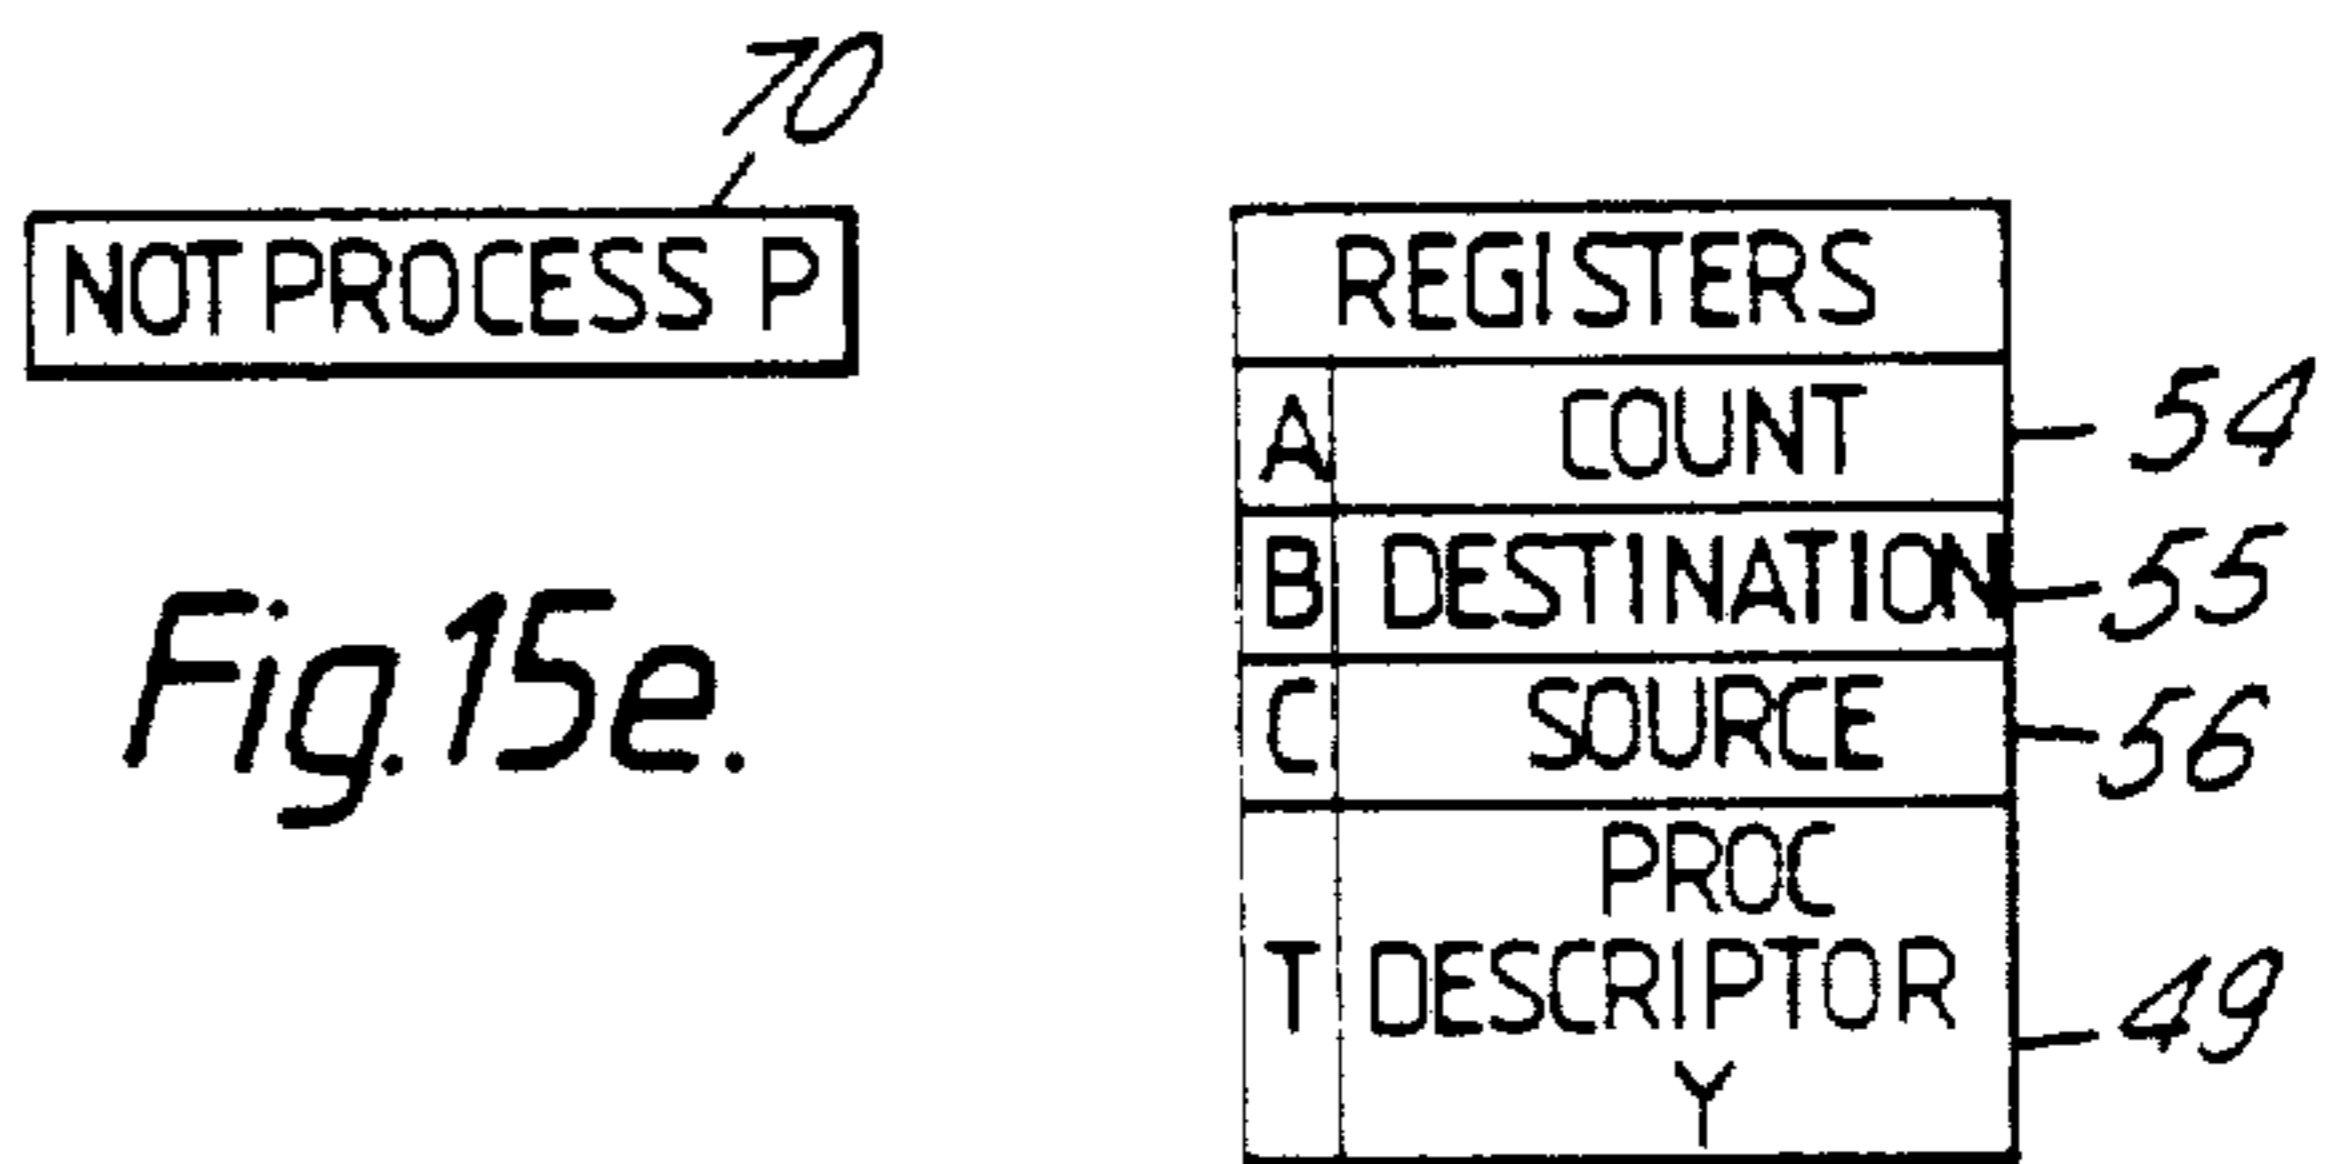 70
NOT PROCESS P
Fig.15e.
REGISTERS
A COUNT 54
B DESTINATION 55
C SOURCE 56
PROC
T DESCRIPTOR 49
Y